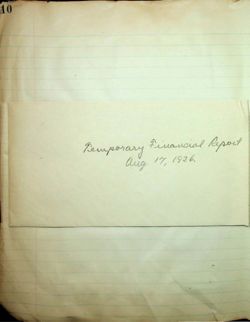 10
Temporary Financial Report
Aug 17, 1926